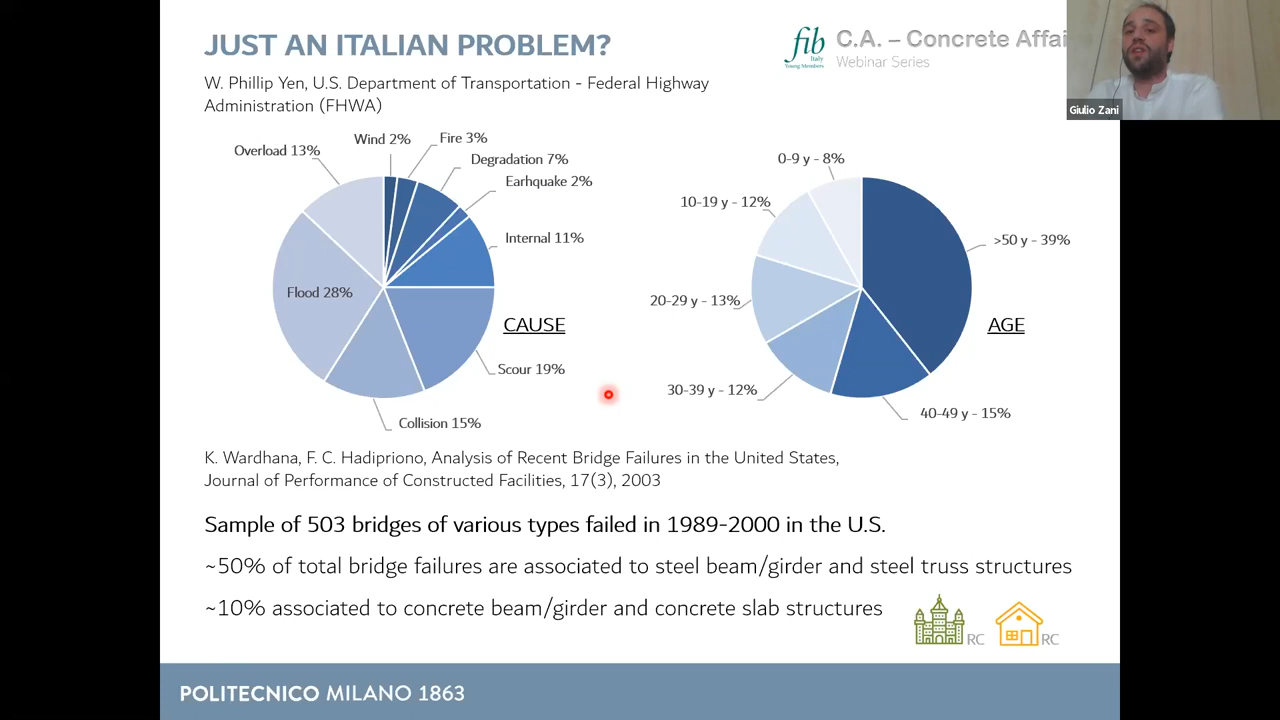 JUST AN ITALIAN PROBLEM?
fib
Italy
Young Members
C.A. – Concrete Affai
Webinar Series
Giulio Zani
W. Phillip Yen, U.S. Department of Transportation - Federal Highway
Administration (FHWA)
Wind 2%
Fire 3%
Overload 13%
Degradation 7%
Earhquake 2%
Internal 11%
Flood 28%
CAUSE
Scour 19%
Collision 15%
0-9 y - 8%
10-19 y - 12%
>50 y - 39%
20-29 y - 13%
AGE
30-39 y - 12%
40-49 y - 15%
K. Wardhana, F. C. Hadipriono, Analysis of Recent Bridge Failures in the United States,
Journal of Performance of Constructed Facilities, 17(3), 2003
Sample of 503 bridges of various types failed in 1989-2000 in the U.S.
~50% of total bridge failures are associated to steel beam/girder and steel truss structures
~10% associated to concrete beam/girder and concrete slab structures
RC
RC
POLITECNICO MILANO 1863